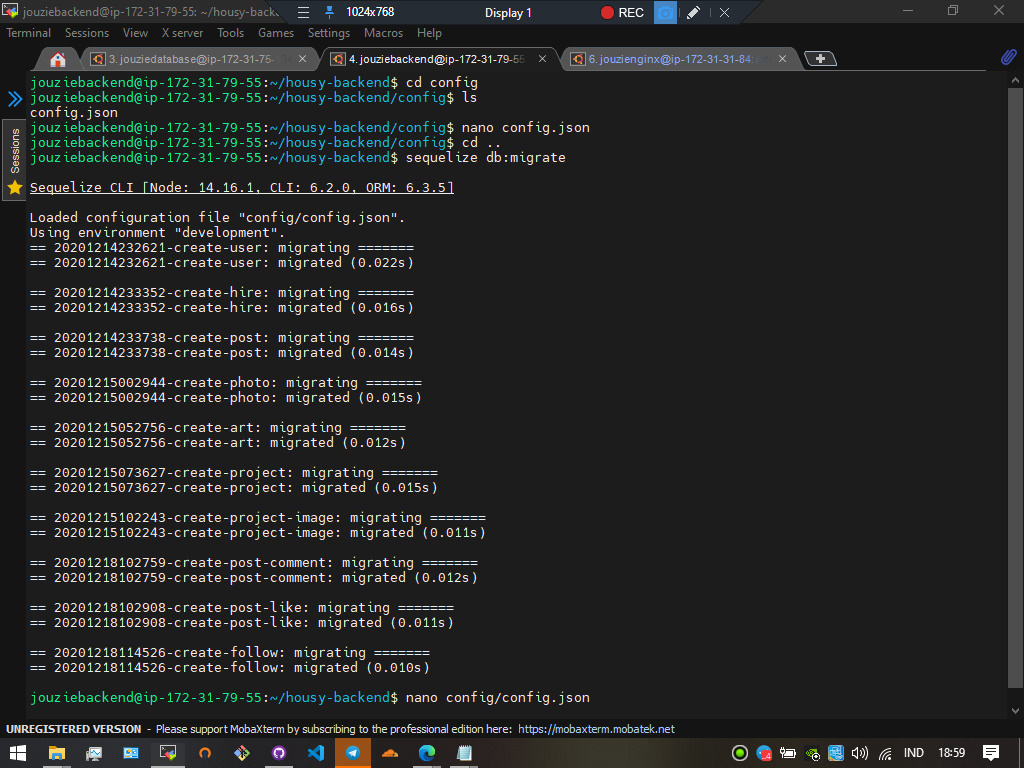 jouziebackend@ip-172-31-79-55: ~/housy-back
1024x768
Display 1
REC
Terminal Sessions View X server Tools Games Settings Macros Help
3. jouziedatabase@ip-172-31-75-
4. jouziebackend@ip-172-31-79-55
6. jouzienginx@ip-172-31-31-84:
Sessions
jouziebackend@ip-172-31-79-55:~/housy-backend$ cd config
jouziebackend@ip-172-31-79-55:~/housy-backend/config$ ls
config.json
jouziebackend@ip-172-31-79-55:~/housy-backend/config$ nano config.json
jouziebackend@ip-172-31-79-55:~/housy-backend/config$ cd ..
jouziebackend@ip-172-31-79-55:~/housy-backend$ sequelize db:migrate
Sequelize CLI [Node: 14.16.1, CLI: 6.2.0, ORM: 6.3.5]
Loaded configuration file "config/config.json".
Using environment "development".
== 20201214232621-create-user: migrating =======
== 20201214232621-create-user: migrated (0.022s)
== 20201214233352-create-hire: migrating =======
== 20201214233352-create-hire: migrated (0.016s)
== 20201214233738-create-post: migrating =======
== 20201214233738-create-post: migrated (0.014s)
== 20201215002944-create-photo: migrating =======
== 20201215002944-create-photo: migrated (0.015s)
== 20201215052756-create-art: migrating =======
== 20201215052756-create-art: migrated (0.012s)
== 20201215073627-create-project: migrating =======
== 20201215073627-create-project: migrated (0.015s)
== 20201215102243-create-project-image: migrating =======
== 20201215102243-create-project-image: migrated (0.011s)
== 20201218102759-create-post-comment: migrating =======
== 20201218102759-create-post-comment: migrated (0.012s)
== 20201218102908-create-post-like: migrating =======
== 20201218102908-create-post-like: migrated (0.011s)
== 20201218114526-create-follow: migrating =======
== 20201218114526-create-follow: migrated (0.010s)
jouziebackend@ip-172-31-79-55:~/housy-backend$ nano config/config.json
UNREGISTERED VERSION - Please support MobaXterm by subscribing to the professional edition here: https://mobaxterm.mobatek.net
IND 18:59